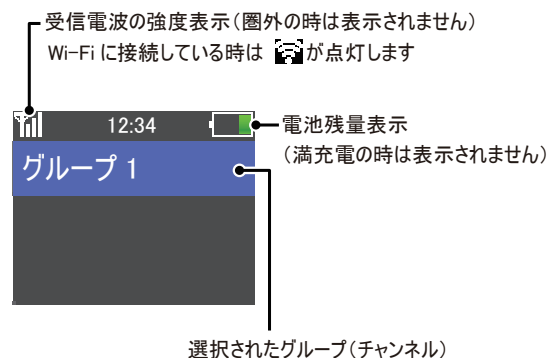 受信電波の強度表示（圏外の時は表示されません）
Wi-Fi に接続している時は が点灯します
12:34
電池残量表示
（満充電の時は表示されません）
グループ 1
選択されたグループ（チャンネル）